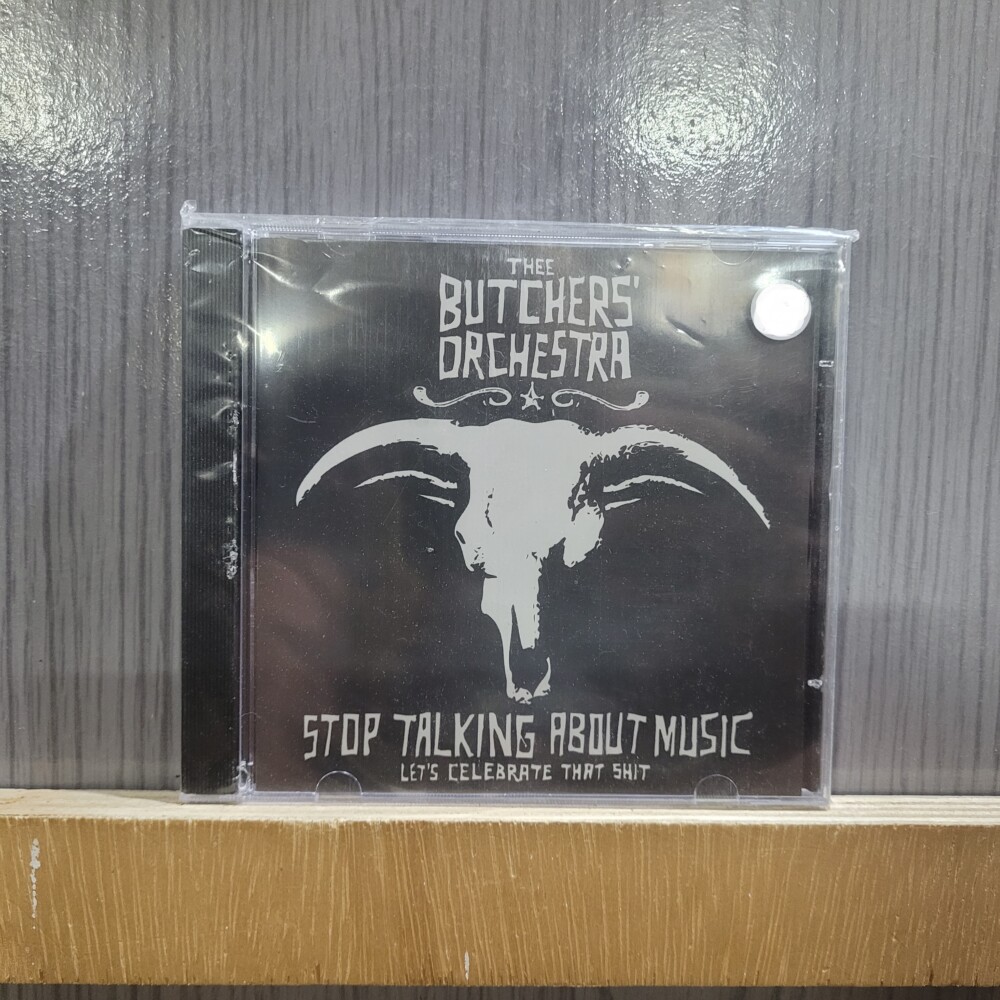 THEE
BUTCHERS'
ORCHESTRA
STOP TALKING ABOUT MUSIC
LET'S CELEBRATE THAT SHIT